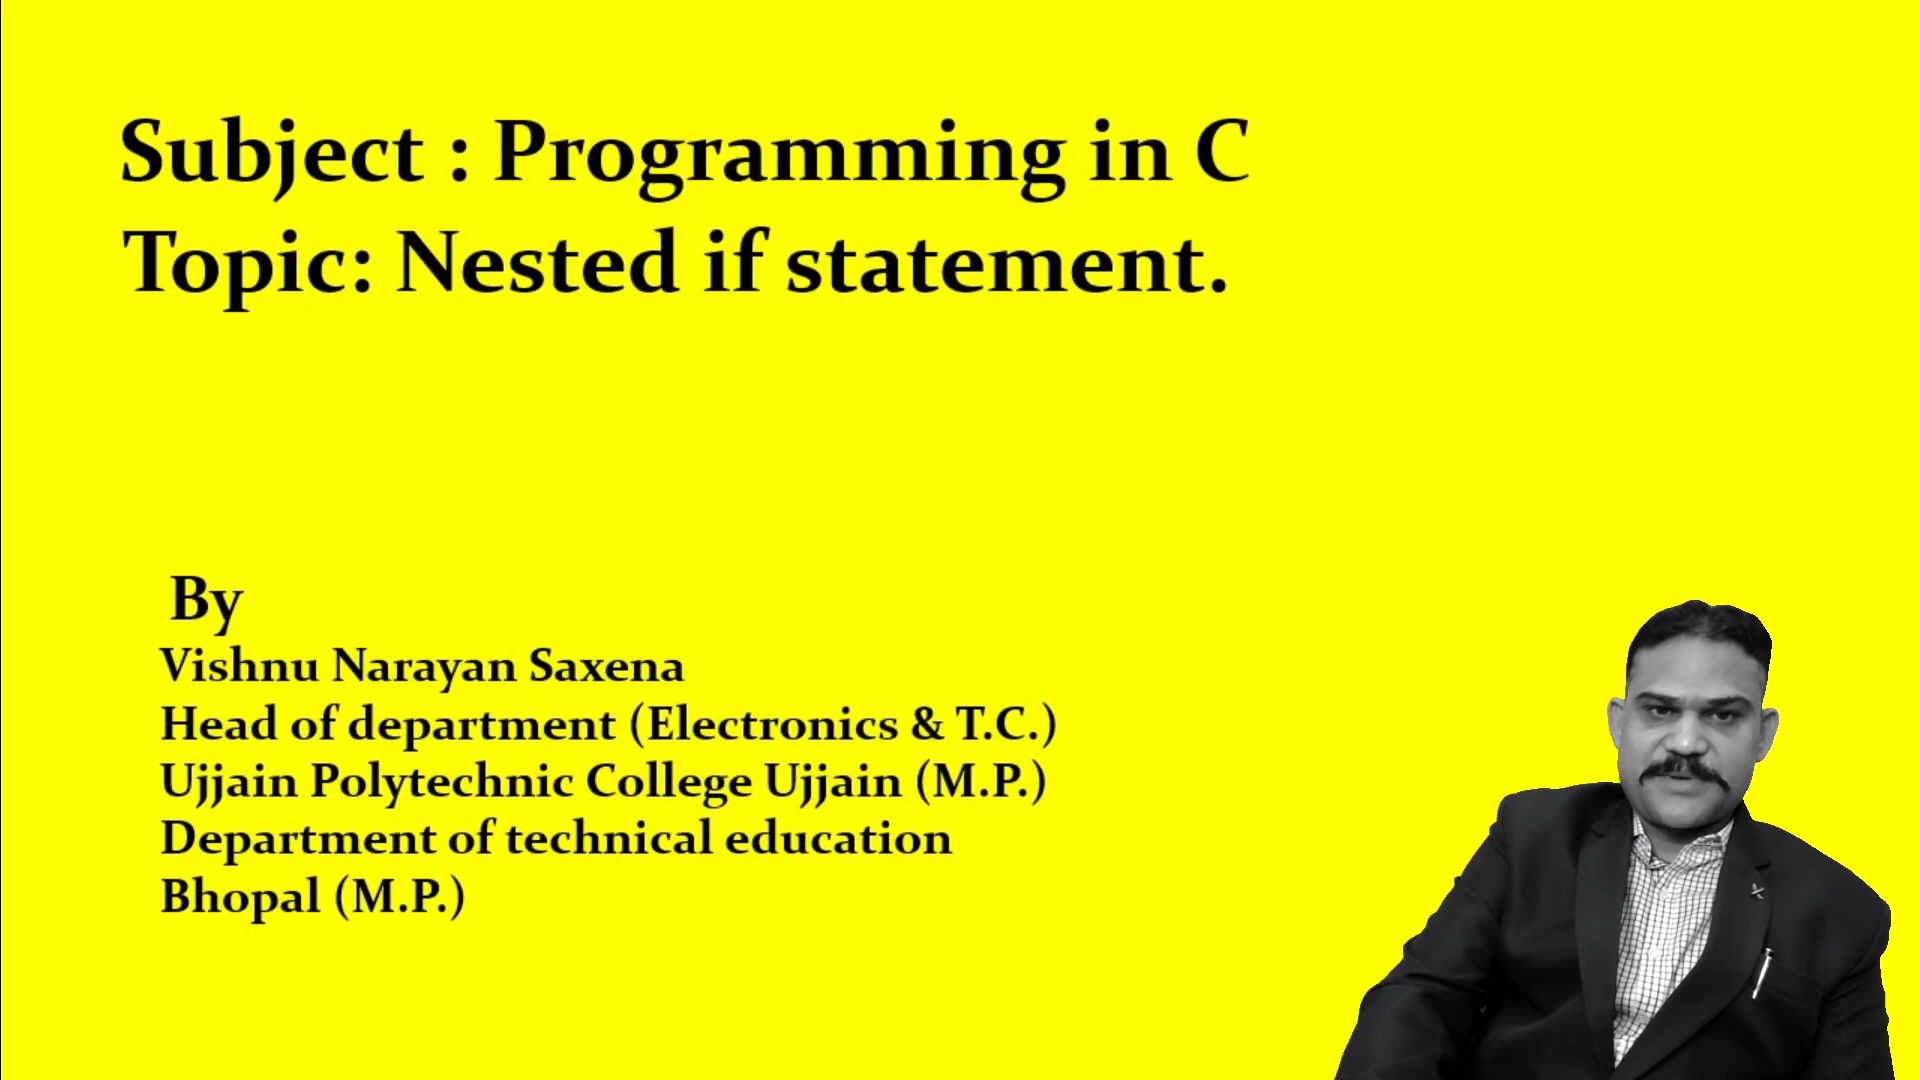 Subject : Programming in C
Topic: Nested if statement.
By
Vishnu Narayan Saxena
Head of department (Electronics & T.C.)
Ujjain Polytechnic College Ujjain (M.P.)
Department of technical education
Bhopal (M.P.)